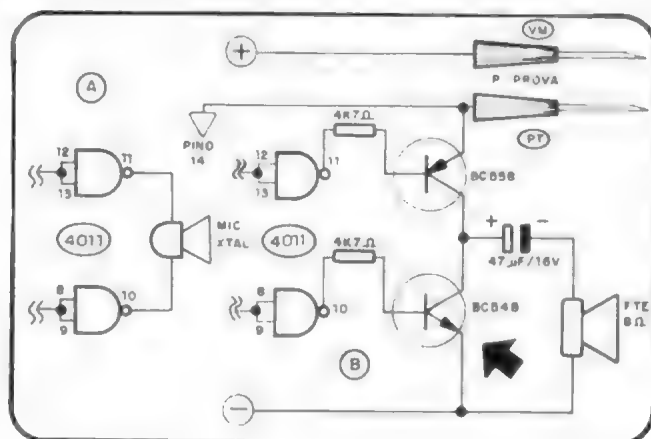 +
VM
P PROVA
A
PT
PINO
14
4K7Ω
12
13
11
12
13
11
BC558
4011
MIC
XTAL
4011
+
-
47µF/16V
4K7Ω
8
9
10
8
9
10
BC548
FTE
8Ω
B
-